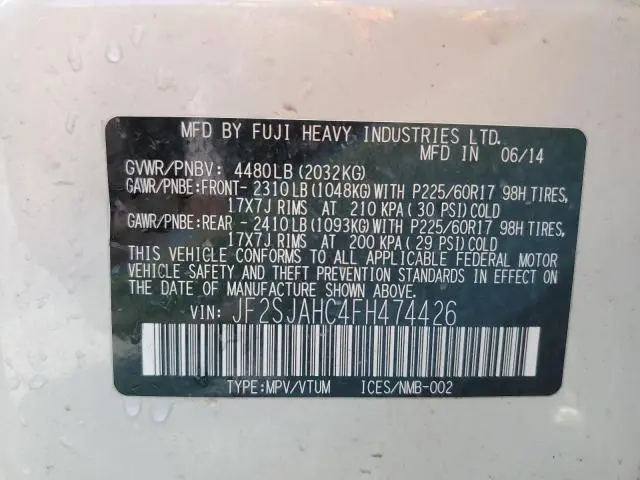 MFD BY FUJI HEAVY INDUSTRIES LTD.
MFD IN 06/14
GVWR/PNBV: 4480LB (2032KG)
GAWR/PNBE:FRONT- 2310LB(1048KG)WITH P225/60R17 98H TIRES,
17X7J RIMS AT 210 KPA( 30 PSI)COLD
GAWR/PNBE:REAR - 2410LB(1093KG)WITH P225/60R17 98H TIRES,
17X7J RIMS AT 200 KPA( 29 PSI)COLD
THIS VEHICLE CONFORMS TO ALL APPLICABLE FEDERAL MOTOR
VEHICLE SAFETY AND THEFT PREVENTION STANDARDS IN EFFECT ON
THE DATE OF MANUFACTURE SHOWN ABOVE.
VIN: JF2SJAHC4FH474426
TYPE:MPV/VTUM ICES/NMB-002